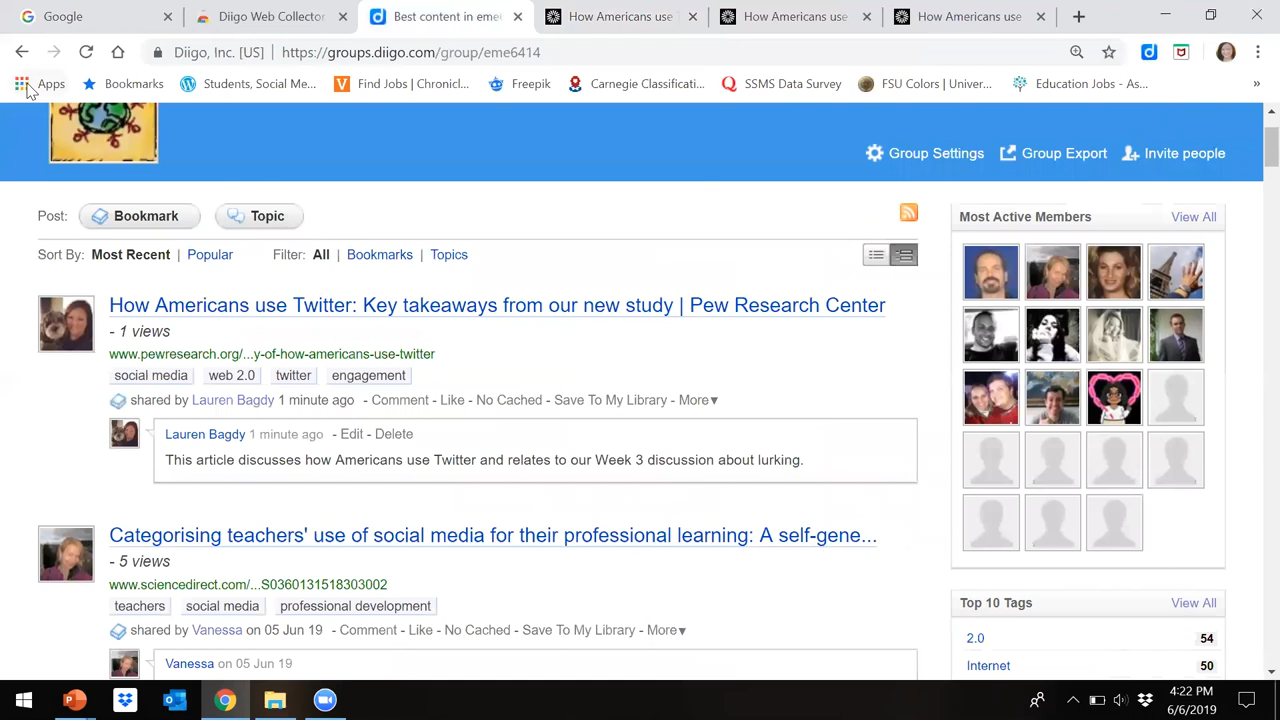 Google
Diigo Web Collector
Best content in eme
How Americans use T
How Americans use
How Americans use
Diigo, Inc. [US] | https://groups.diigo.com/group/eme6414
Apps
Bookmarks
Students, Social Me...
Find Jobs | Chronicl...
Freepik
Carnegie Classificati...
SSMS Data Survey
FSU Colors | Univer...
Education Jobs - As...
»
Group Settings
Group Export
Invite people
Post: Bookmark Topic
Sort By: Most Recent | Popular Filter: All | Bookmarks | Topics
How Americans use Twitter: Key takeaways from our new study | Pew Research Center
- 1 views
www.pewresearch.org/...y-of-how-americans-use-twitter
social media web 2.0 twitter engagement
shared by Lauren Bagdy 1 minute ago - Comment - Like - No Cached - Save To My Library - More▼
Lauren Bagdy 1 minute ago - Edit - Delete
This article discusses how Americans use Twitter and relates to our Week 3 discussion about lurking.
Categorising teachers' use of social media for their professional learning: A self-gene...
- 5 views
www.sciencedirect.com/...S0360131518303002
teachers social media professional development
shared by Vanessa on 05 Jun 19 - Comment - Like - No Cached - Save To My Library - More▼
Vanessa on 05 Jun 19
Most Active Members View All
Top 10 Tags View All
2.0 54
Internet 50
4:22 PM
6/6/2019